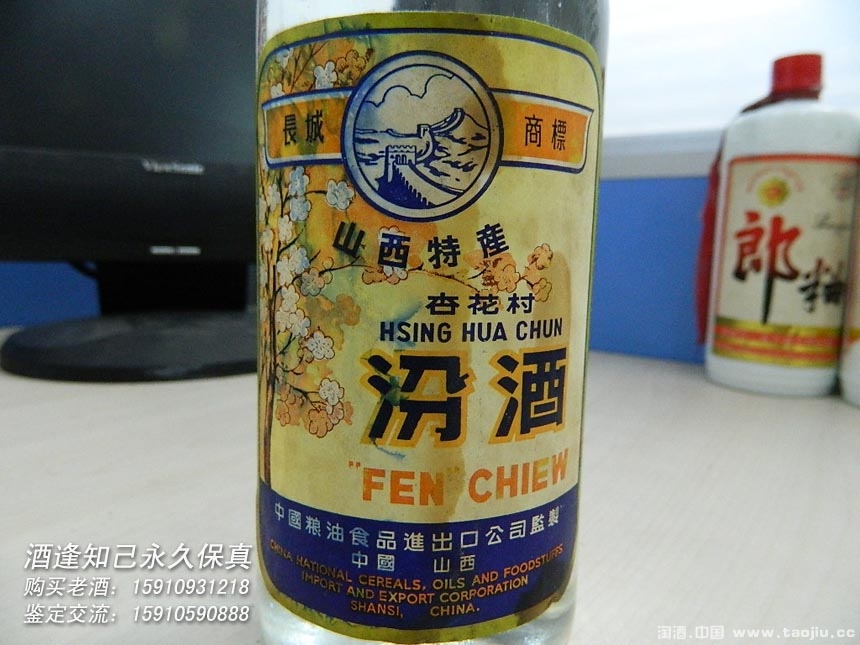 ViewSonic
長城 商標
山西特產
杏花村
HSING HUA CHUN
汾酒
"FEN" CHIEW
中國粮油食品進出口公司監製
中國 山西
CHINA NATIONAL CEREALS, OILS AND FOODSTUFFS
IMPORT AND EXPORT CORPORATION
SHANSI, CHINA.
郎
酒逢知己永久保真
购买老酒：15910931218
鉴定交流：15910590888
淘酒.中国 www.taojiu.cc